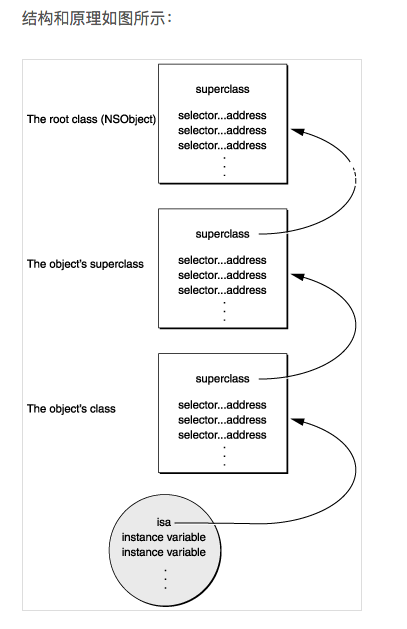 结构和原理如图所示：
superclass
The root class (NSObject)
selector...address
selector...address
selector...address
superclass
The object's superclass
selector...address
selector...address
selector...address
superclass
The object's class
selector...address
selector...address
selector...address
isa
instance variable
instance variable